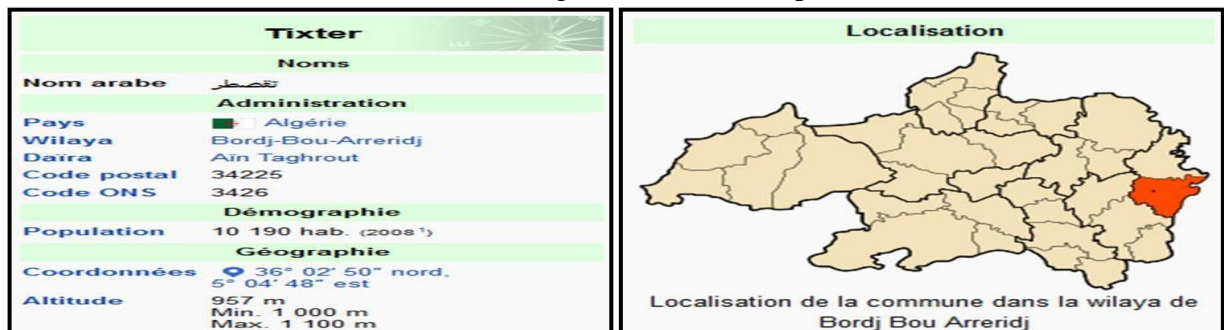 Tixter
Noms
Nom arabe تقصطر
Administration
Pays Algérie
Wilaya Bordj-Bou-Arreridj
Daïra Aïn Taghrout
Code postal 34225
Code ONS 3426
Démographie
Population 10 190 hab. (2008 ¹)
Géographie
Coordonnées 36° 02′ 50″ nord,
5° 04′ 48″ est
Altitude 957 m
Min. 1 000 m
Max. 1 100 m
Localisation
Localisation de la commune dans la wilaya de
Bordj Bou Arreridj